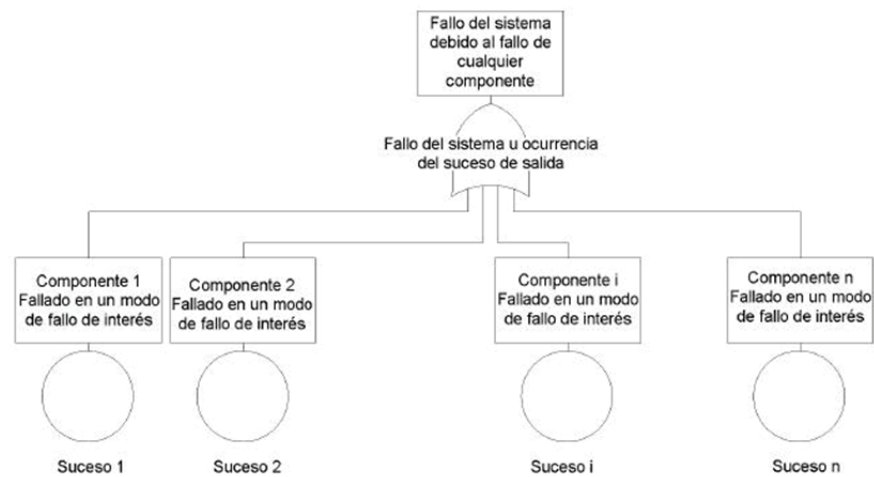 Fallo del sistema
debido al fallo de
cualquier
componente
Fallo del sistema u ocurrencia
del suceso de salida
Componente 1
Fallado en un modo
de fallo de interés
Componente 2
Fallado en un modo
de fallo de interés
Componente i
Fallado en un modo
de fallo de interés
Componente n
Fallado en un modo
de fallo de interés
Suceso 1
Suceso 2
Suceso i
Suceso n